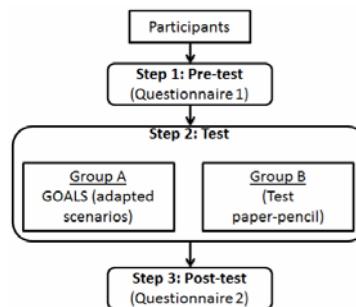 Participants
Step 1: Pre-test
(Questionnaire 1)
Step 2: Test
Group A
GOALS (adapted
scenarios)
Group B
(Test
paper-pencil)
Step 3: Post-test
(Questionnaire 2)